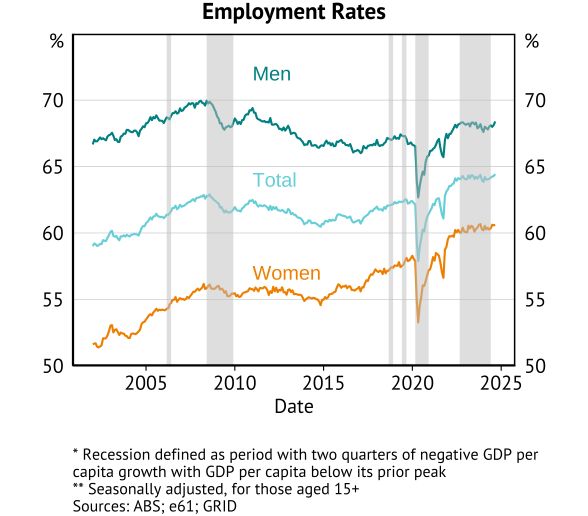 Employment Rates
% %
Men
70 70
65 65
Total
60 60
Women
55 55
50 50
2005 2010 2015 2020 2025
Date
* Recession defined as period with two quarters of negative GDP per
capita growth with GDP per capita below its prior peak
** Seasonally adjusted, for those aged 15+
Sources: ABS; e61; GRID